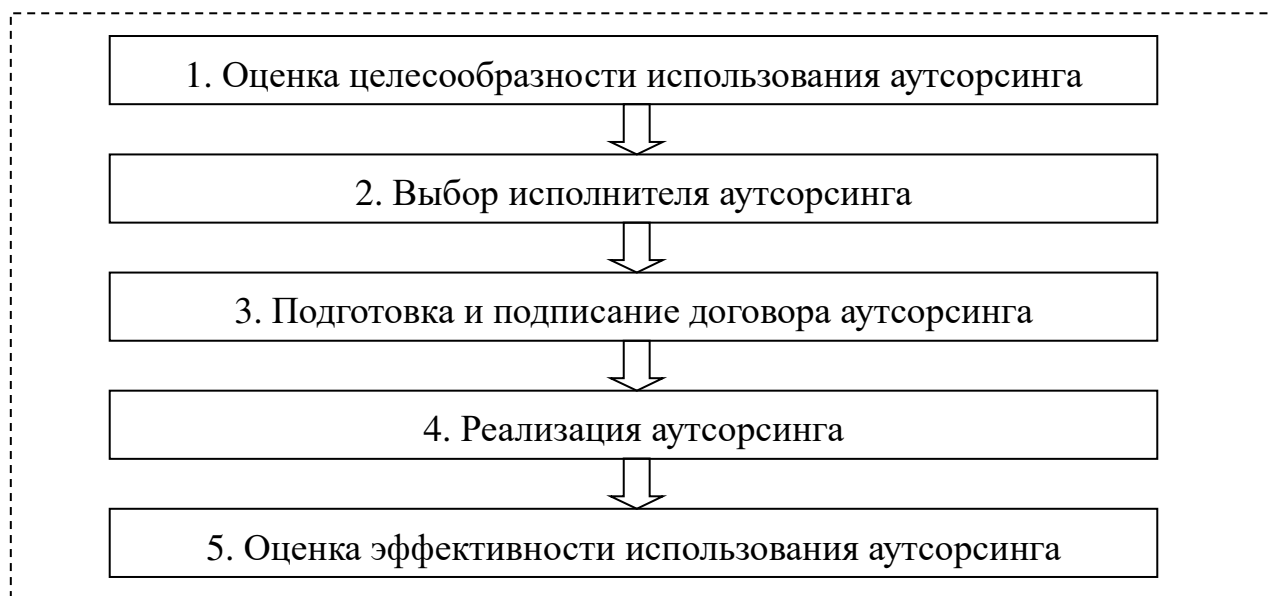 1. Оценка целесообразности использования аутсорсинга
2. Выбор исполнителя аутсорсинга
3. Подготовка и подписание договора аутсорсинга
4. Реализация аутсорсинга
5. Оценка эффективности использования аутсорсинга